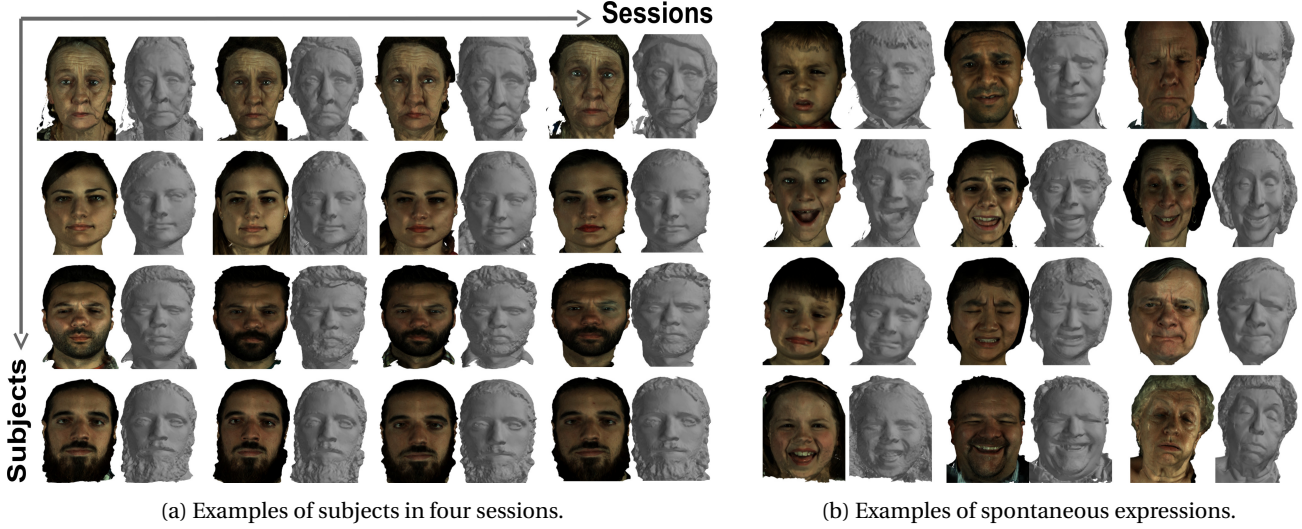 Sessions
Subjects
(a) Examples of subjects in four sessions.
(b) Examples of spontaneous expressions.